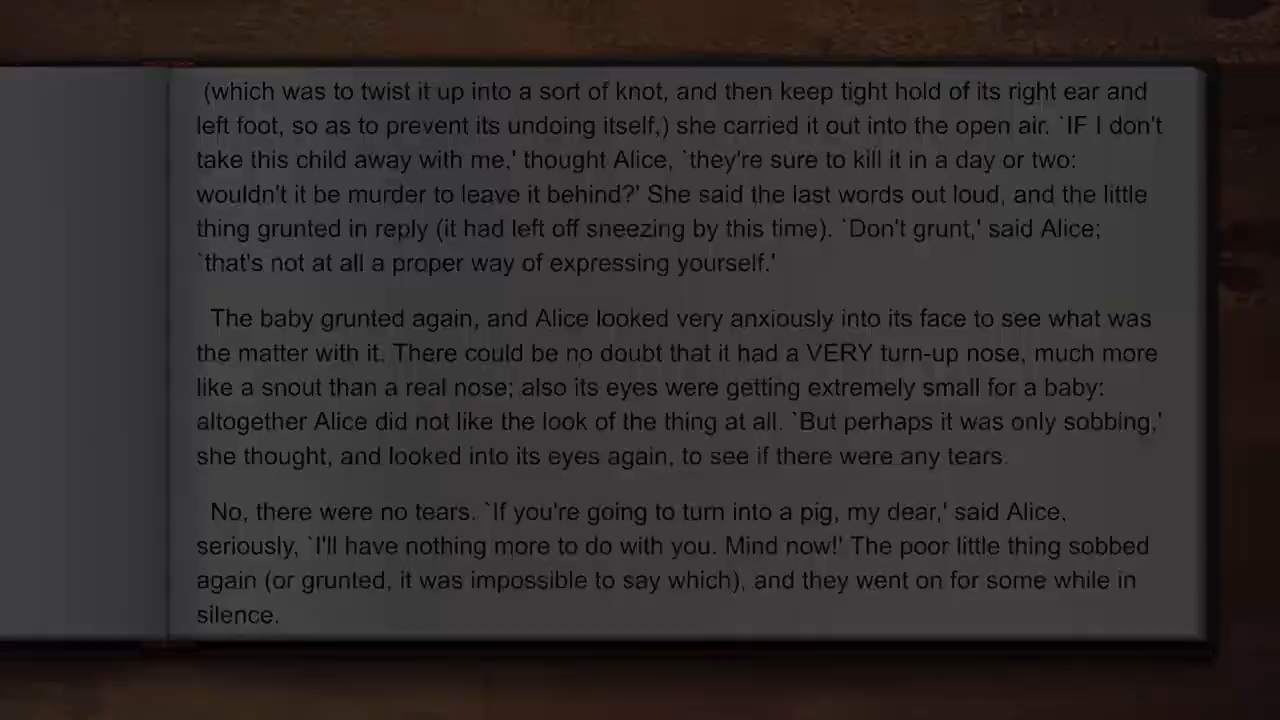 (which was to twist it up into a sort of knot, and then keep tight hold of its right ear and
left foot, so as to prevent its undoing itself,) she carried it out into the open air. `IF I don't
take this child away with me,' thought Alice, `they're sure to kill it in a day or two:
wouldn't it be murder to leave it behind?' She said the last words out loud, and the little
thing grunted in reply (it had left off sneezing by this time). `Don't grunt,' said Alice;
`that's not at all a proper way of expressing yourself.'
The baby grunted again, and Alice looked very anxiously into its face to see what was
the matter with it. There could be no doubt that it had a VERY turn-up nose, much more
like a snout than a real nose; also its eyes were getting extremely small for a baby:
altogether Alice did not like the look of the thing at all. `But perhaps it was only sobbing,'
she thought, and looked into its eyes again, to see if there were any tears.
No, there were no tears. `If you're going to turn into a pig, my dear,' said Alice,
seriously, `I'll have nothing more to do with you. Mind now!' The poor little thing sobbed
again (or grunted, it was impossible to say which), and they went on for some while in
silence.